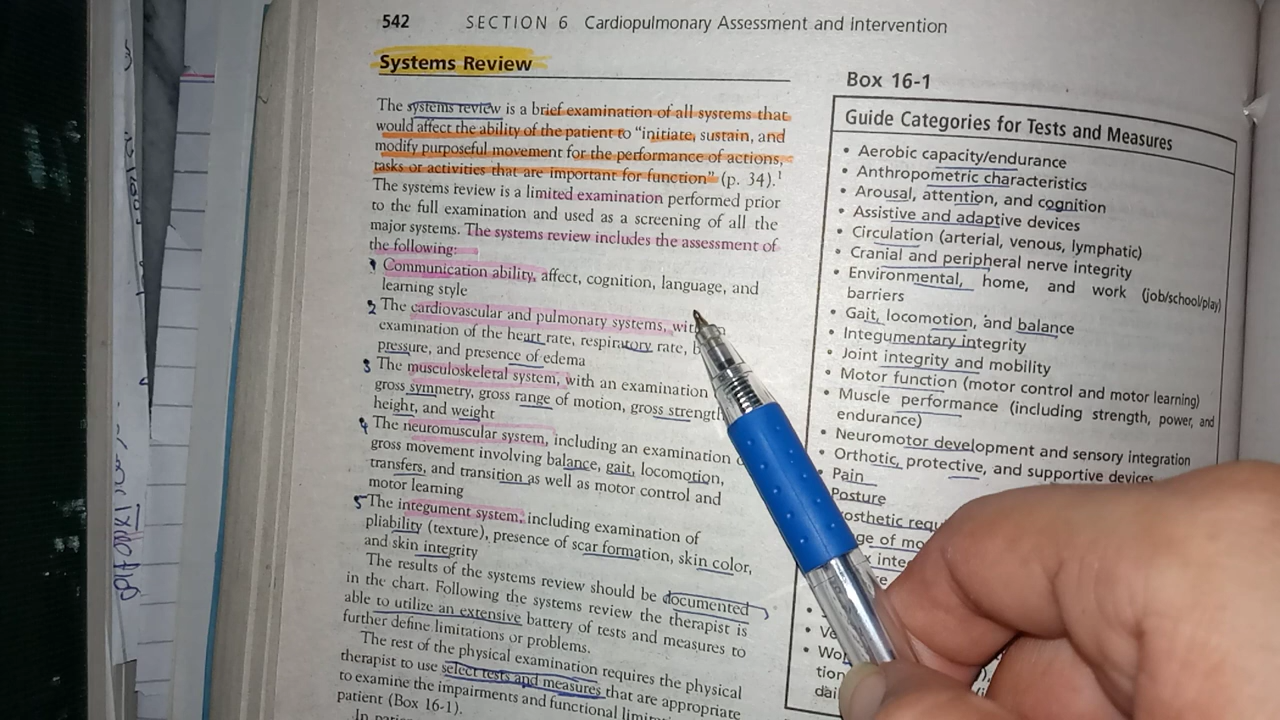 542 SECTION 6 Cardiopulmonary Assessment and Intervention
Systems Review
The systems review is a brief examination of all systems that
would affect the ability of the patient to “initiate, sustain, and
modify purposeful movement for the performance of actions,
tasks or activities that are important for function” (p. 34).1
The systems review is a limited examination performed prior
to the full examination and used as a screening of all the
major systems. The systems review includes the assessment of
the following:
1 Communication ability, affect, cognition, language, and
learning style
2 The cardiovascular and pulmonary systems, with
examination of the heart rate, respiratory rate,
pressure, and presence of edema
3 The musculoskeletal system, with an examination
gross symmetry, gross range of motion, gross strength
height, and weight
4 The neuromuscular system, including an examination
gross movement involving balance, gait, locomotion,
transfers, and transition as well as motor control and
motor learning
5 The integument system, including examination of
pliability (texture), presence of scar formation, skin color,
and skin integrity
The results of the systems review should be documented
in the chart. Following the systems review the therapist is
able to utilize an extensive battery of tests and measures to
further define limitations or problems.
The rest of the physical examination requires the physical
therapist to use select tests and measures that are appropriate
to examine the impairments and functional
patient (Box 16-1).
Box 16-1
Guide Categories for Tests and Measures
• Aerobic capacity/endurance
• Anthropometric characteristics
• Arousal, attention, and cognition
• Assistive and adaptive devices
• Circulation (arterial, venous, lymphatic)
• Cranial and peripheral nerve integrity
• Environmental, home, and work (job/school/play)
barriers
• Gait, locomotion, and balance
• Integumentary integrity
• Joint integrity and mobility
• Motor function (motor control and motor learning)
• Muscle performance (including strength, power, and
endurance)
• Neuromotor development and sensory integration
• Orthotic, protective, and supportive devices
• Pain
Posture